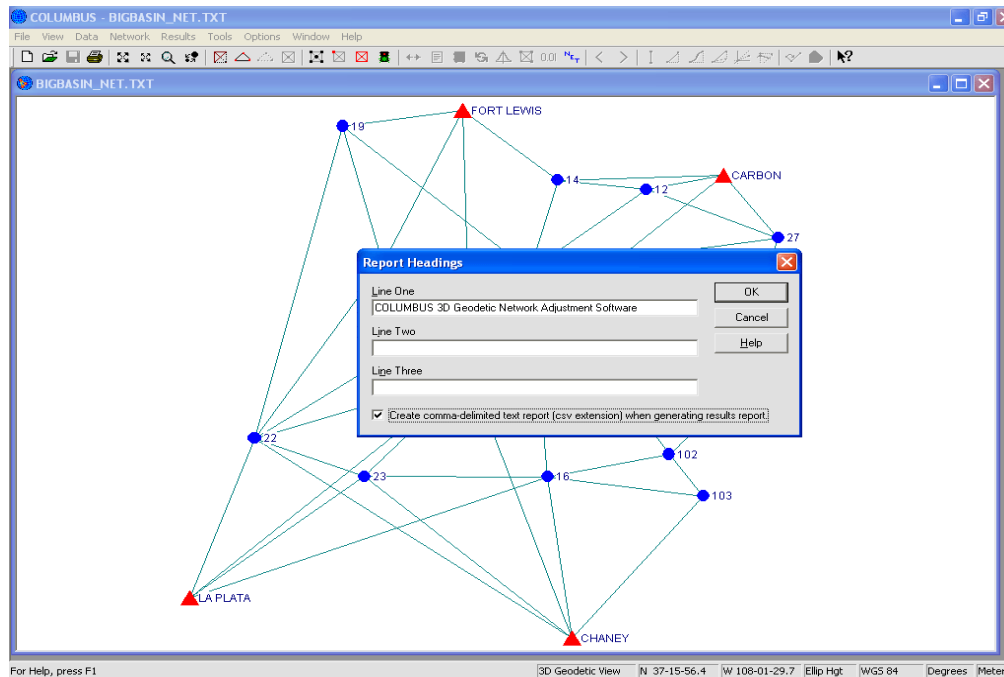 COLUMBUS - BIGBASIN_NET.TXT
File View Data Network Results Tools Options Window Help
0.01 N E T
BIGBASIN_NET.TXT
FORT LEWIS
19
14
CARBON
12
27
Report Headings
Line One
OK
COLUMBUS 3D Geodetic Network Adjustment Software
Cancel
Line Two
Help
Line Three
Create comma-delimited text report (csv extension) when generating results report.
22
102
23
16
103
LA PLATA
CHANEY
For Help, press F1
3D Geodetic View N 37-15-56.4 W 108-01-29.7 Ellip Hgt WGS 84 Degrees Meter